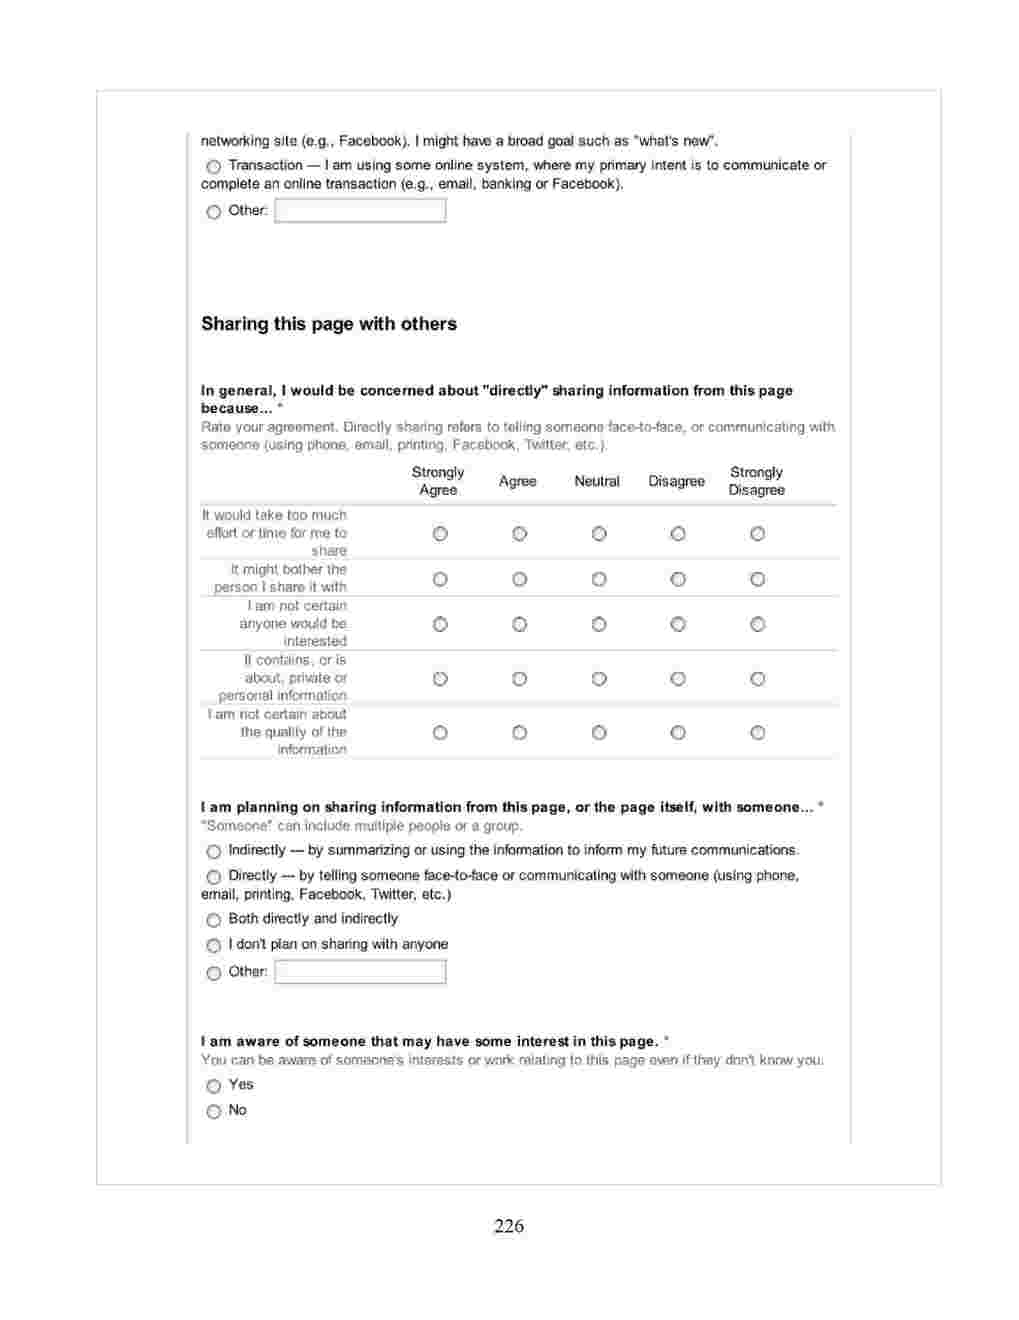 networking site (e.g., Facebook). I might have a broad goal such as "what's new".
Transaction — I am using some online system, where my primary intent is to communicate or
complete an online transaction (e.g., email, banking or Facebook).
Other:
Sharing this page with others
In general, I would be concerned about "directly" sharing information from this page
because... *
Rate your agreement. Directly sharing refers to telling someone face-to-face, or communicating with
someone (using phone, email, printing, Facebook, Twitter, etc.).
Strongly Agree Agree Neutral Disagree Strongly Disagree
It would take too much
effort or time for me to
share
It might bother the
person I share it with
I am not certain
anyone would be
interested
It contains, or is
about, private or
personal information
I am not certain about
the quality of the
information
I am planning on sharing information from this page, or the page itself, with someone... *
"Someone" can include multiple people or a group.
Indirectly --- by summarizing or using the information to inform my future communications.
Directly --- by telling someone face-to-face or communicating with someone (using phone,
email, printing, Facebook, Twitter, etc.)
Both directly and indirectly
I don't plan on sharing with anyone
Other:
I am aware of someone that may have some interest in this page. *
You can be aware of someone's interests or work relating to this page even if they don't know you.
Yes
No
226